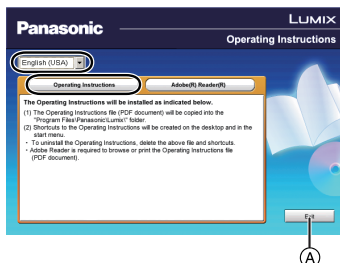 Panasonic
LUMIX
Operating Instructions
English (USA)
Operating Instructions
Adobe(R) Reader(R)
The Operating Instructions will be installed as indicated below.
(1) The Operating Instructions file (PDF document) will be copied into the
"Program Files\Panasonic\Lumix\" folder.
(2) Shortcuts to the Operating Instructions will be created on the desktop and in the
start menu.
・ To uninstall the Operating Instructions, delete the above file and shortcuts.
・ Adobe Reader is required to browse or print the Operating Instructions file
(PDF document).
Exit
A